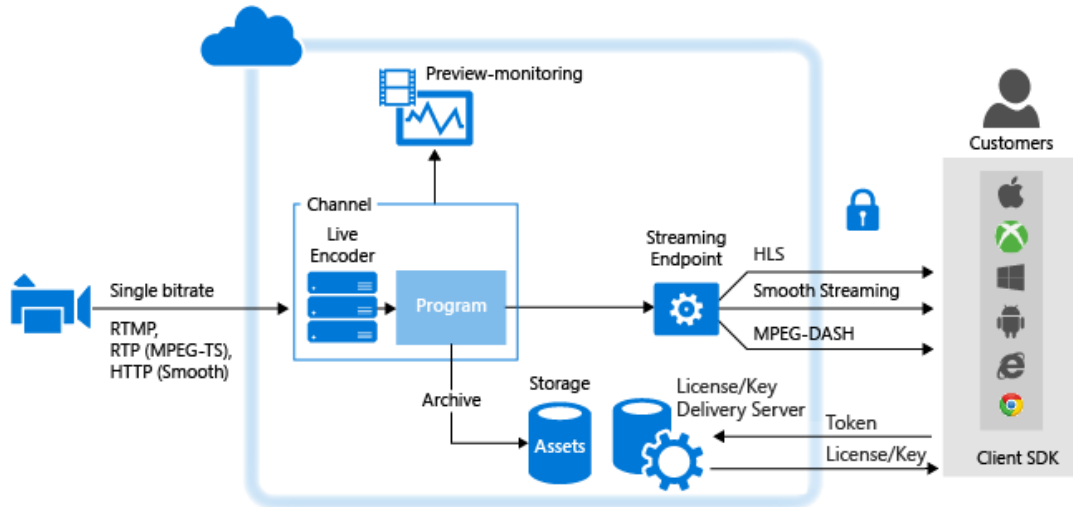 Preview-monitoring
Customers
Channel
Live
Encoder
Program
Streaming
Endpoint
HLS
Smooth Streaming
MPEG-DASH
Single bitrate
RTMP,
RTP (MPEG-TS),
HTTP (Smooth)
Archive
Storage
Assets
License/Key
Delivery Server
Token
License/Key
Client SDK